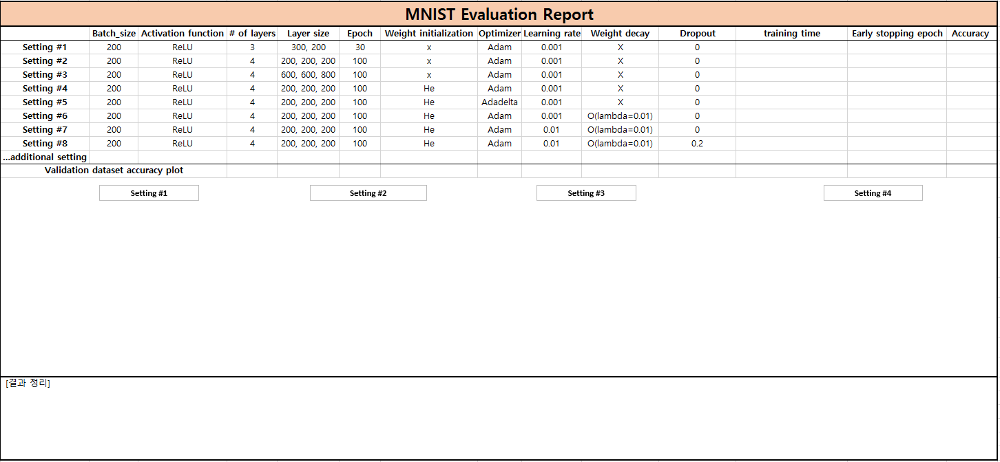 MNIST Evaluation Report
Batch_size Activation function # of layers Layer size Epoch Weight initialization Optimizer Learning rate Weight decay Dropout training time Early stopping epoch Accuracy
Setting #1 200 ReLU 3 300, 200 30 x Adam 0.001 X 0
Setting #2 200 ReLU 4 200, 200, 200 100 x Adam 0.001 X 0
Setting #3 200 ReLU 4 600, 600, 800 100 x Adam 0.001 X 0
Setting #4 200 ReLU 4 200, 200, 200 100 He Adam 0.001 X 0
Setting #5 200 ReLU 4 200, 200, 200 100 He Adadelta 0.001 X 0
Setting #6 200 ReLU 4 200, 200, 200 100 He Adam 0.001 O(lambda=0.01) 0
Setting #7 200 ReLU 4 200, 200, 200 100 He Adam 0.01 O(lambda=0.01) 0
Setting #8 200 ReLU 4 200, 200, 200 100 He Adam 0.01 O(lambda=0.01) 0.2
...additional setting
Validation dataset accuracy plot
Setting #1 Setting #2 Setting #3 Setting #4
[결과 정리]